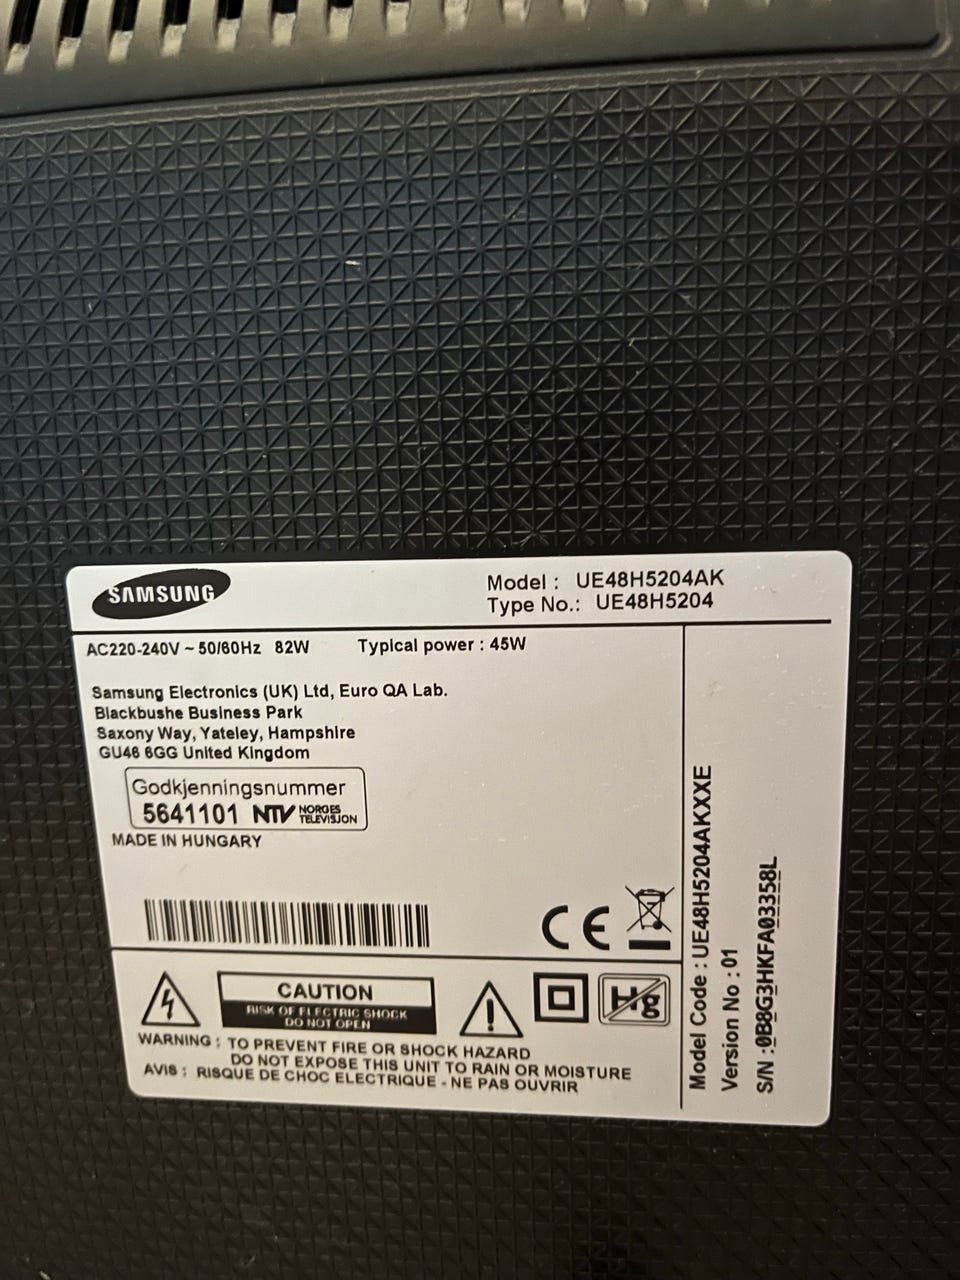 SAMSUNG
Model : UE48H5204AK
Type No.: UE48H5204
AC220-240V ~ 50/60Hz 82W Typical power : 45W
Samsung Electronics (UK) Ltd, Euro QA Lab.
Blackbushe Business Park
Saxony Way, Yateley, Hampshire
GU46 6GG United Kingdom
Godkjenningsnummer
5641101 NTV NORGES
TELEVISJON
MADE IN HUNGARY
CE
CAUTION
RISK OF ELECTRIC SHOCK
DO NOT OPEN
Hg
WARNING : TO PREVENT FIRE OR SHOCK HAZARD
DO NOT EXPOSE THIS UNIT TO RAIN OR MOISTURE
AVIS : RISQUE DE CHOC ELECTRIQUE - NE PAS OUVRIR
Model Code : UE48H5204AKXXE
Version No : 01
S/N :0B8G3HKFA03358L